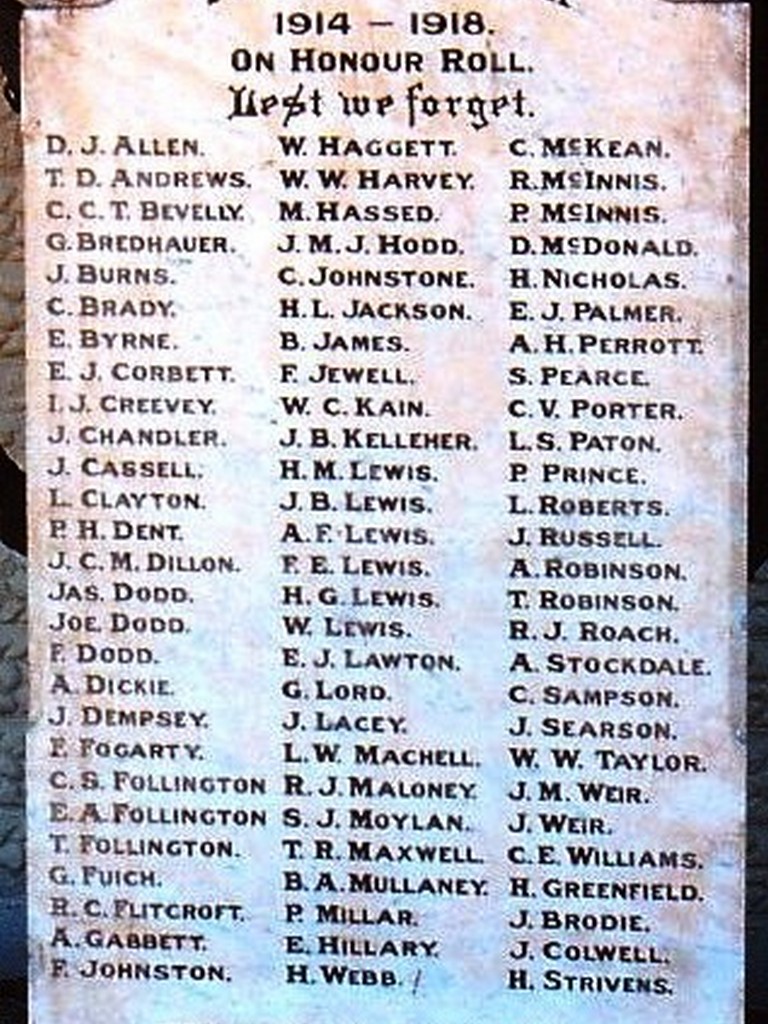 1914 – 1918.
ON HONOUR ROLL.
Lest we forget.
D. J. ALLEN.
T. D. ANDREWS.
C. C. T. BEVELLY.
G. BREDHAUER.
J. BURNS.
C. BRADY.
E. BYRNE.
E. J. CORBETT.
I. J. CREEVEY.
J. CHANDLER.
J. CASSELL.
L. CLAYTON.
P. H. DENT.
J. C. M. DILLON.
JAS. DODD.
JOE. DODD.
F. DODD.
A. DICKIE.
J. DEMPSEY.
F. FOGARTY.
C. S. FOLLINGTON
E. A. FOLLINGTON
T. FOLLINGTON.
G. FUICH.
R. C. FLITCROFT.
A. GABBETT.
F. JOHNSTON.
W. HAGGETT.
W. W. HARVEY.
M. HASSED.
J. M. J. HODD.
C. JOHNSTONE.
H. L. JACKSON.
B. JAMES.
F. JEWELL.
W. C. KAIN.
J. B. KELLEHER.
H. M. LEWIS.
J. B. LEWIS.
A. F. LEWIS.
F. E. LEWIS.
H. G. LEWIS.
W. LEWIS.
E. J. LAWTON.
G. LORD.
J. LACEY.
L. W. MACHELL.
R. J. MALONEY.
S. J. MOYLAN.
T. R. MAXWELL.
B. A. MULLANEY.
P. MILLAR.
E. HILLARY.
H. WEBB.
C. McKEAN.
R. McINNIS.
P. McINNIS.
D. McDONALD.
H. NICHOLAS.
E. J. PALMER.
A. H. PERROTT.
S. PEARCE.
C. V. PORTER.
L. S. PATON.
P. PRINCE.
L. ROBERTS.
J. RUSSELL.
A. ROBINSON.
T. ROBINSON.
R. J. ROACH.
A. STOCKDALE.
C. SAMPSON.
J. SEARSON.
W. W. TAYLOR.
J. M. WEIR.
J. WEIR.
C. E. WILLIAMS.
H. GREENFIELD.
J. BRODIE.
J. COLWELL.
H. STRIVENS.